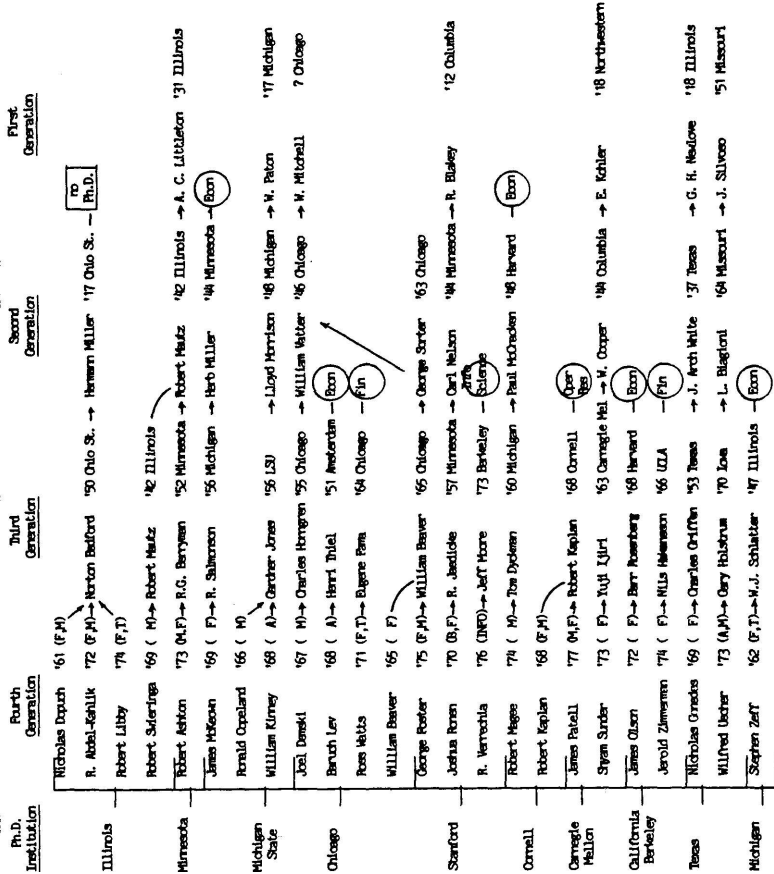 Ph.D. Institution
Fourth Generation
Third Generation
Second Generation
First Generation
Illinois
Nicholas Dopuch '61 (F,M)
R. Abdel-Kahlik '72 (F,M) → Norton Bedford '50 Ohio St. → Hermann Miller '17 Ohio St. — no Ph.D.
Robert Libby '74 (F,T)
Robert Swieringa '69 ( M) → Robert Mautz '42 Illinois
Minnesota
Robert Ashton '73 (M,F) → R.G. Berryman '52 Minnesota → Robert Mautz '42 Illinois → A. C. Littleton '31 Illinois
Michigan State
James McKeown '69 ( F) → R. Salmonson '56 Michigan → Herb Miller '44 Minnesota — Econ
Ronald Copeland '66 ( M)
William Kinney '68 ( A) → Gardner Jones '56 LSU → Lloyd Morrison '48 Michigan → W. Paton '17 Michigan
Chicago
Joel Demski '67 ( M) → Charles Horngren '55 Chicago → William Vatter '46 Chicago → W. Mitchell ? Chicago
Baruch Lev '68 ( A) → Henri Thiel '51 Amsterdam — Econ
Ross Watts '71 (F,T) → Eugene Fama '64 Chicago — Fin
William Beaver '65 ( F)
Stanford
George Foster '75 (F,M) → William Beaver '65 Chicago → George Sorter '63 Chicago
Joshua Ronen '70 (B,F) → R. Jaedicke '57 Minnesota → Carl Nelson '44 Minnesota → R. Blakey '12 Columbia
R. Verrechia '76 (INFO) → Jeff Moore '73 Berkeley — Science
Cornell
Robert Magee '74 ( M) → Tom Dyckman '60 Michigan → Paul McCracken '48 Harvard — Econ
Robert Kaplan '68 (F,M)
Carnegie Mellon
James Patell '77 (M,F) → Robert Kaplan '68 Cornell — Oper Res
Shyam Sunder '73 ( F) → Yuji Ijiri '63 Carnegie Mel → W. Cooper '44 Columbia → E. Kohler '18 Northwestern
California Berkeley
James Olson '72 ( F) → Barr Rosenberg '68 Harvard — Econ
Jerold Zimmerman '74 ( F) → Nils Hakansson '66 UCLA — Fin
Texas
Nicholas Gonedes '69 ( F) → Charles Griffen '53 Texas → J. Arch White '37 Texas → G. H. Newlove '18 Illinois
Wilfred Uecker '73 (A,M) → Gary Holstrum '70 Iowa → L. Biagioni '64 Missouri → J. Silvoso '51 Missouri
Michigan
Stephen Zeff '62 (F,T) → W.J. Schlatter '47 Illinois — Econ